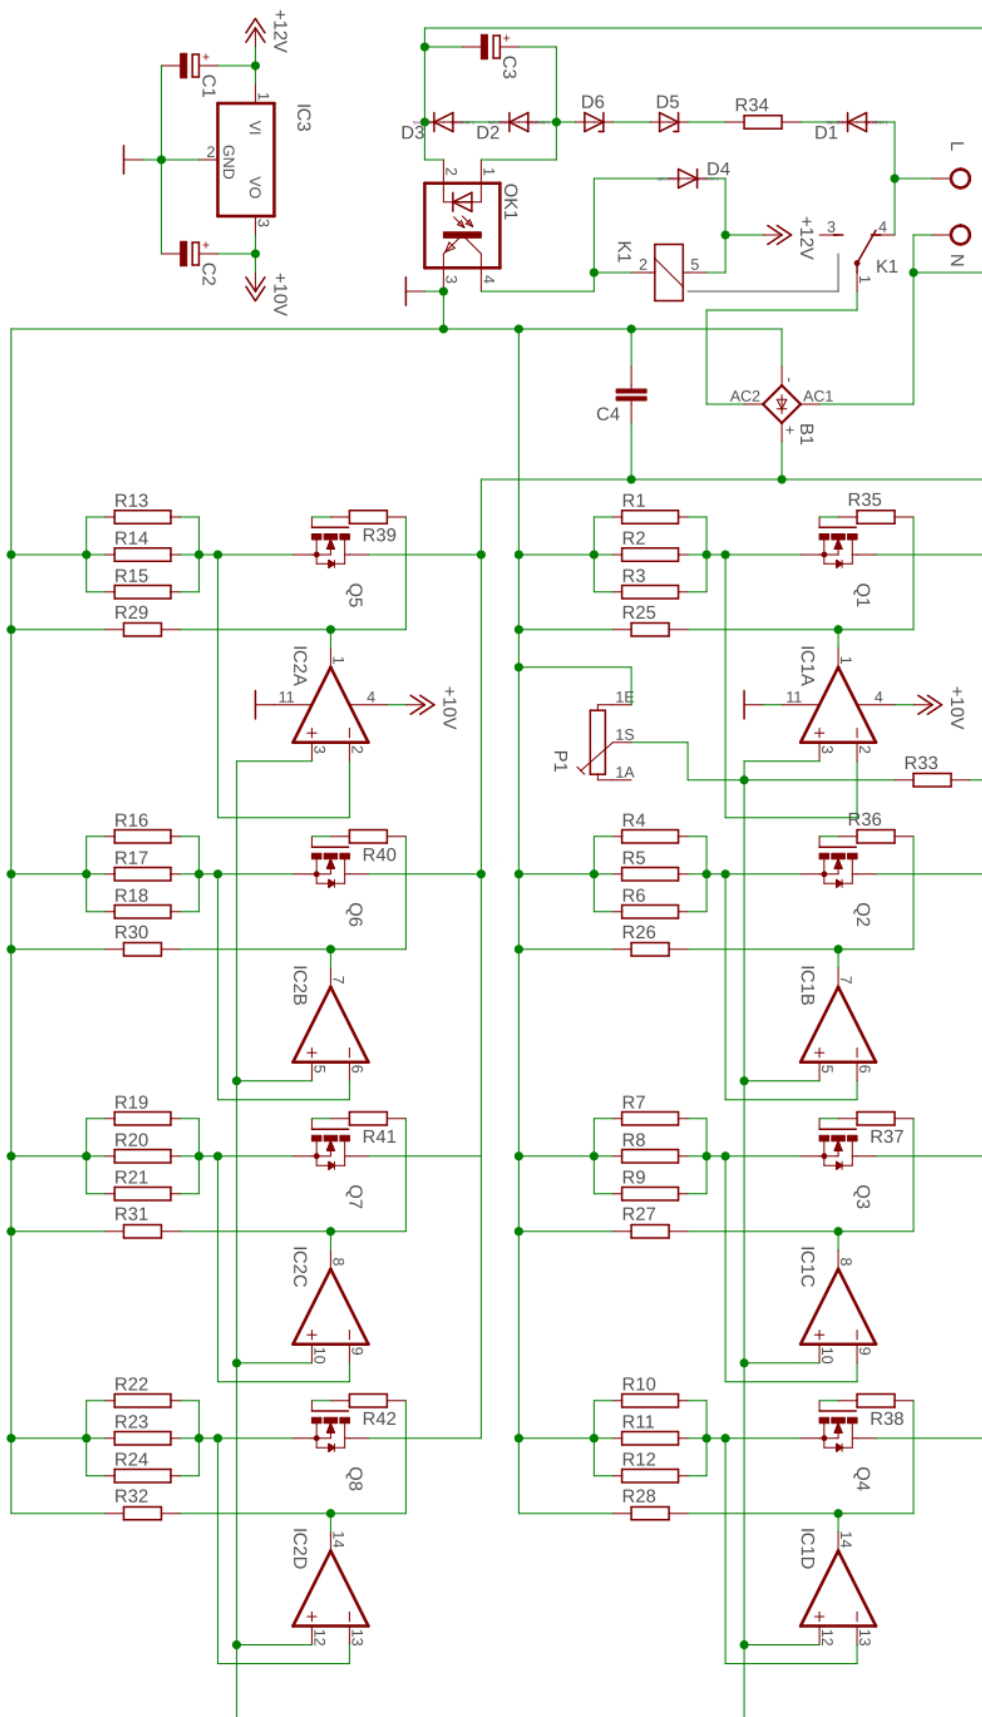 +12V
C1
1
VI
IC3
2
GND
VO
3
C2
+10V
C3
D3
D2
D6
D5
R34
D1
L
2
1
OK1
D4
3
4
K1
2
5
+12V
3
4
K1
1
N
C4
AC2
AC1
-
+
B1
R13
R14
R15
R39
Q5
R29
IC2A
1
11
4
+10V
+
-
3
2
R1
R2
R3
R35
Q1
R25
IC1A
1
11
4
+10V
+
-
3
2
P1
1E
1S
1A
R33
R16
R17
R18
R40
Q6
R30
IC2B
7
+
-
5
6
R4
R5
R6
R36
Q2
R26
IC1B
7
+
-
5
6
R19
R20
R21
R41
Q7
R31
IC2C
8
+
-
10
9
R7
R8
R9
R37
Q3
R27
IC1C
8
+
-
10
9
R22
R23
R24
R42
Q8
R32
IC2D
14
+
-
12
13
R10
R11
R12
R38
Q4
R28
IC1D
14
+
-
12
13